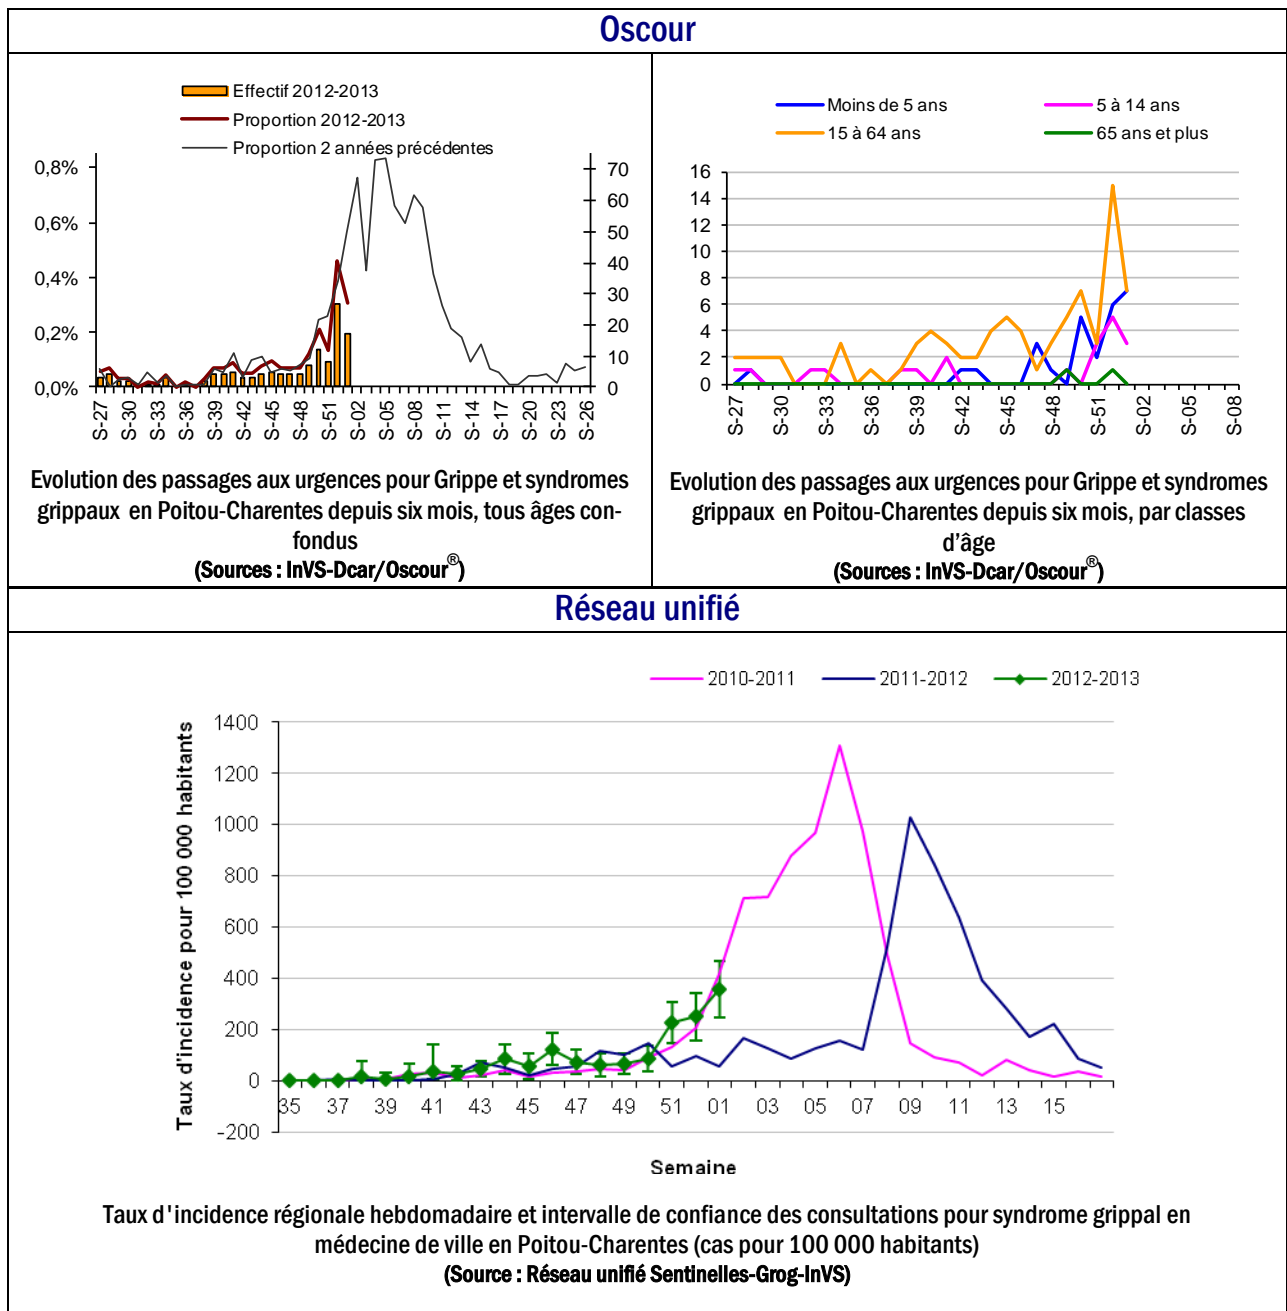 Oscour
Effectif 2012-2013
Proportion 2012-2013
Proportion 2 années précédentes
0,8%
0,6%
0,4%
0,2%
0,0%
70
60
50
40
30
20
10
0
S-27
S-30
S-33
S-36
S-39
S-42
S-45
S-48
S-51
S-02
S-05
S-08
S-11
S-14
S-17
S-20
S-23
S-26
Evolution des passages aux urgences pour Grippe et syndromes
grippaux en Poitou-Charentes depuis six mois, tous âges con-
fondus
(Sources : InVS-Dcar/Oscour®)
Moins de 5 ans
5 à 14 ans
15 à 64 ans
65 ans et plus
16
14
12
10
8
6
4
2
0
S-27
S-30
S-33
S-36
S-39
S-42
S-45
S-48
S-51
S-02
S-05
S-08
Evolution des passages aux urgences pour Grippe et syndromes
grippaux en Poitou-Charentes depuis six mois, par classes
d’âge
(Sources : InVS-Dcar/Oscour®)
Réseau unifié
2010-2011
2011-2012
2012-2013
Taux d'incidence pour 100 000 habitants
1400
1200
1000
800
600
400
200
0
-200
35
37
39
41
43
45
47
49
51
01
03
05
07
09
11
13
15
Semaine
Taux d'incidence régionale hebdomadaire et intervalle de confiance des consultations pour syndrome grippal en
médecine de ville en Poitou-Charentes (cas pour 100 000 habitants)
(Source : Réseau unifié Sentinelles-Grog-InVS)